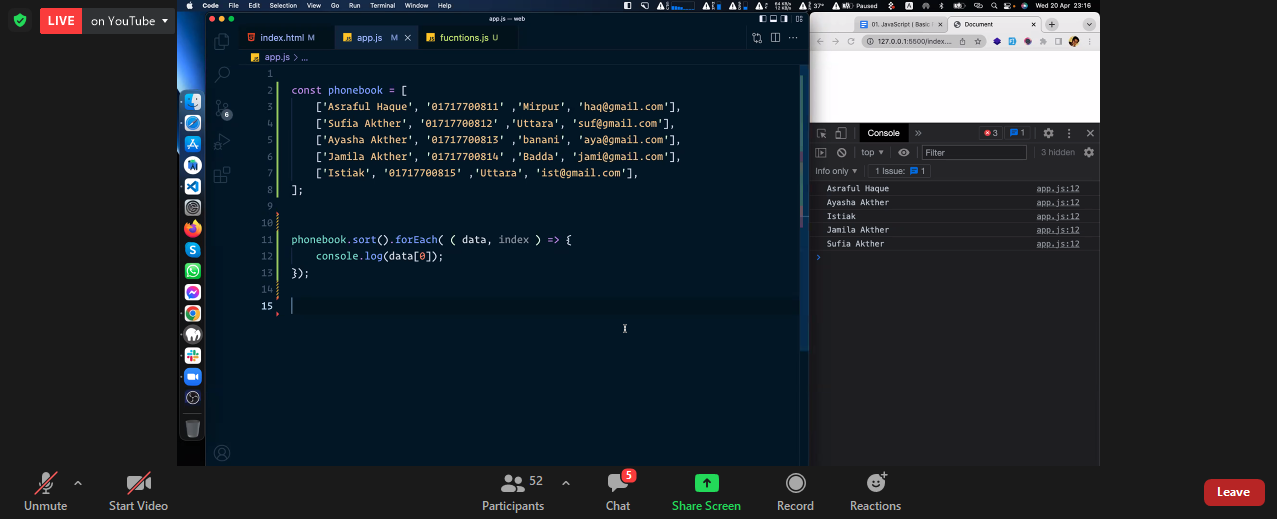 LIVE on YouTube
Code File Edit Selection View Go Run Terminal Window Help
37° Paused Wed 20 Apr 23:16
app.js — web
index.html M app.js M fucntions.js U
app.js > ...
1
2 const phonebook = [
3 ['Asraful Haque', '01717700811' ,'Mirpur', 'haq@gmail.com'],
4 ['Sufia Akther', '01717700812' ,'Uttara', 'suf@gmail.com'],
5 ['Ayasha Akther', '01717700813' ,'banani', 'aya@gmail.com'],
6 ['Jamila Akther', '01717700814' ,'Badda', 'jami@gmail.com'],
7 ['Istiak', '01717700815' ,'Uttara', 'ist@gmail.com'],
8 ];
9
10
11 phonebook.sort().forEach( ( data, index ) => {
12 console.log(data[0]);
13 });
14
15
6
01. JavaScript | Basic Document
127.0.0.1:5500/index....
Console » 3 1
top Filter 3 hidden
Info only 1 Issue: 1
Asraful Haque app.js:12
Ayasha Akther app.js:12
Istiak app.js:12
Jamila Akther app.js:12
Sufia Akther app.js:12
Unmute Start Video 52 Participants 5 Chat Share Screen Record Reactions Leave